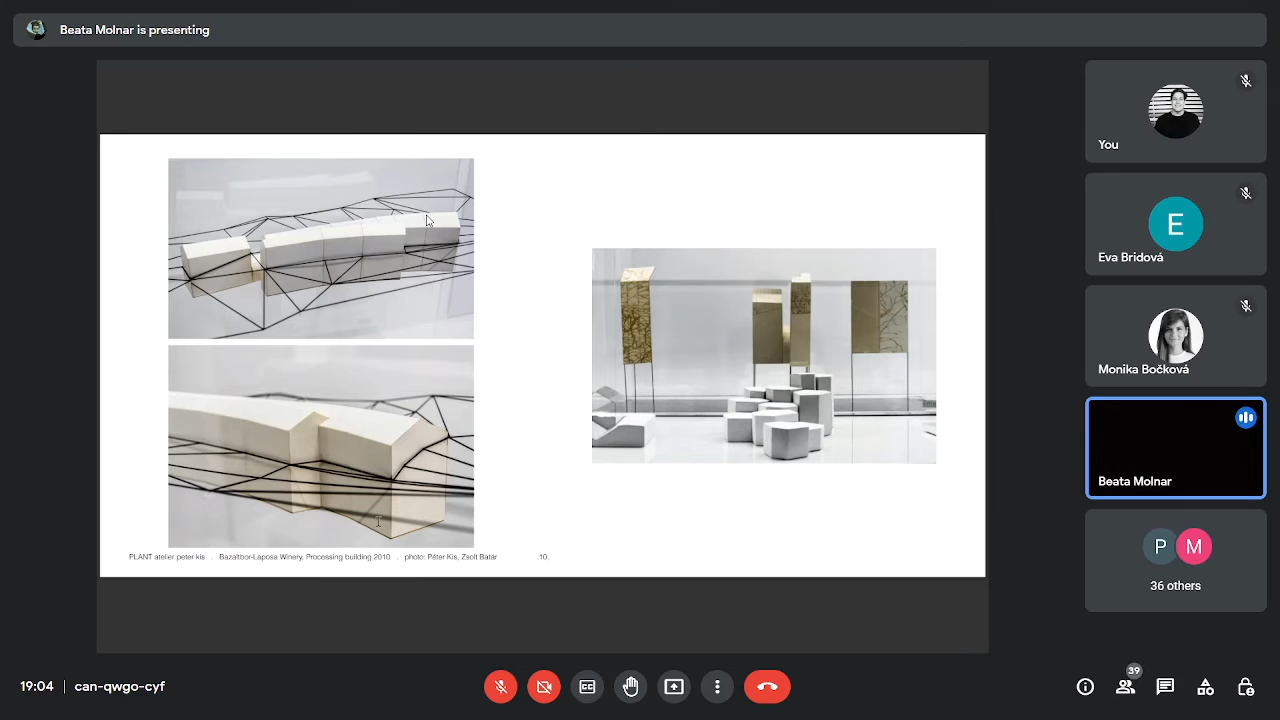 Beata Molnar is presenting
You
E
Eva Bridová
Monika Bočková
Beata Molnar
P M
36 others
PLANT atelier peter kis . Bazaltbor-Laposa Winery, Processing building 2010 . photo: Péter Kis, Zsolt Batár .10.
19:04 | can-qwgo-cyf
39